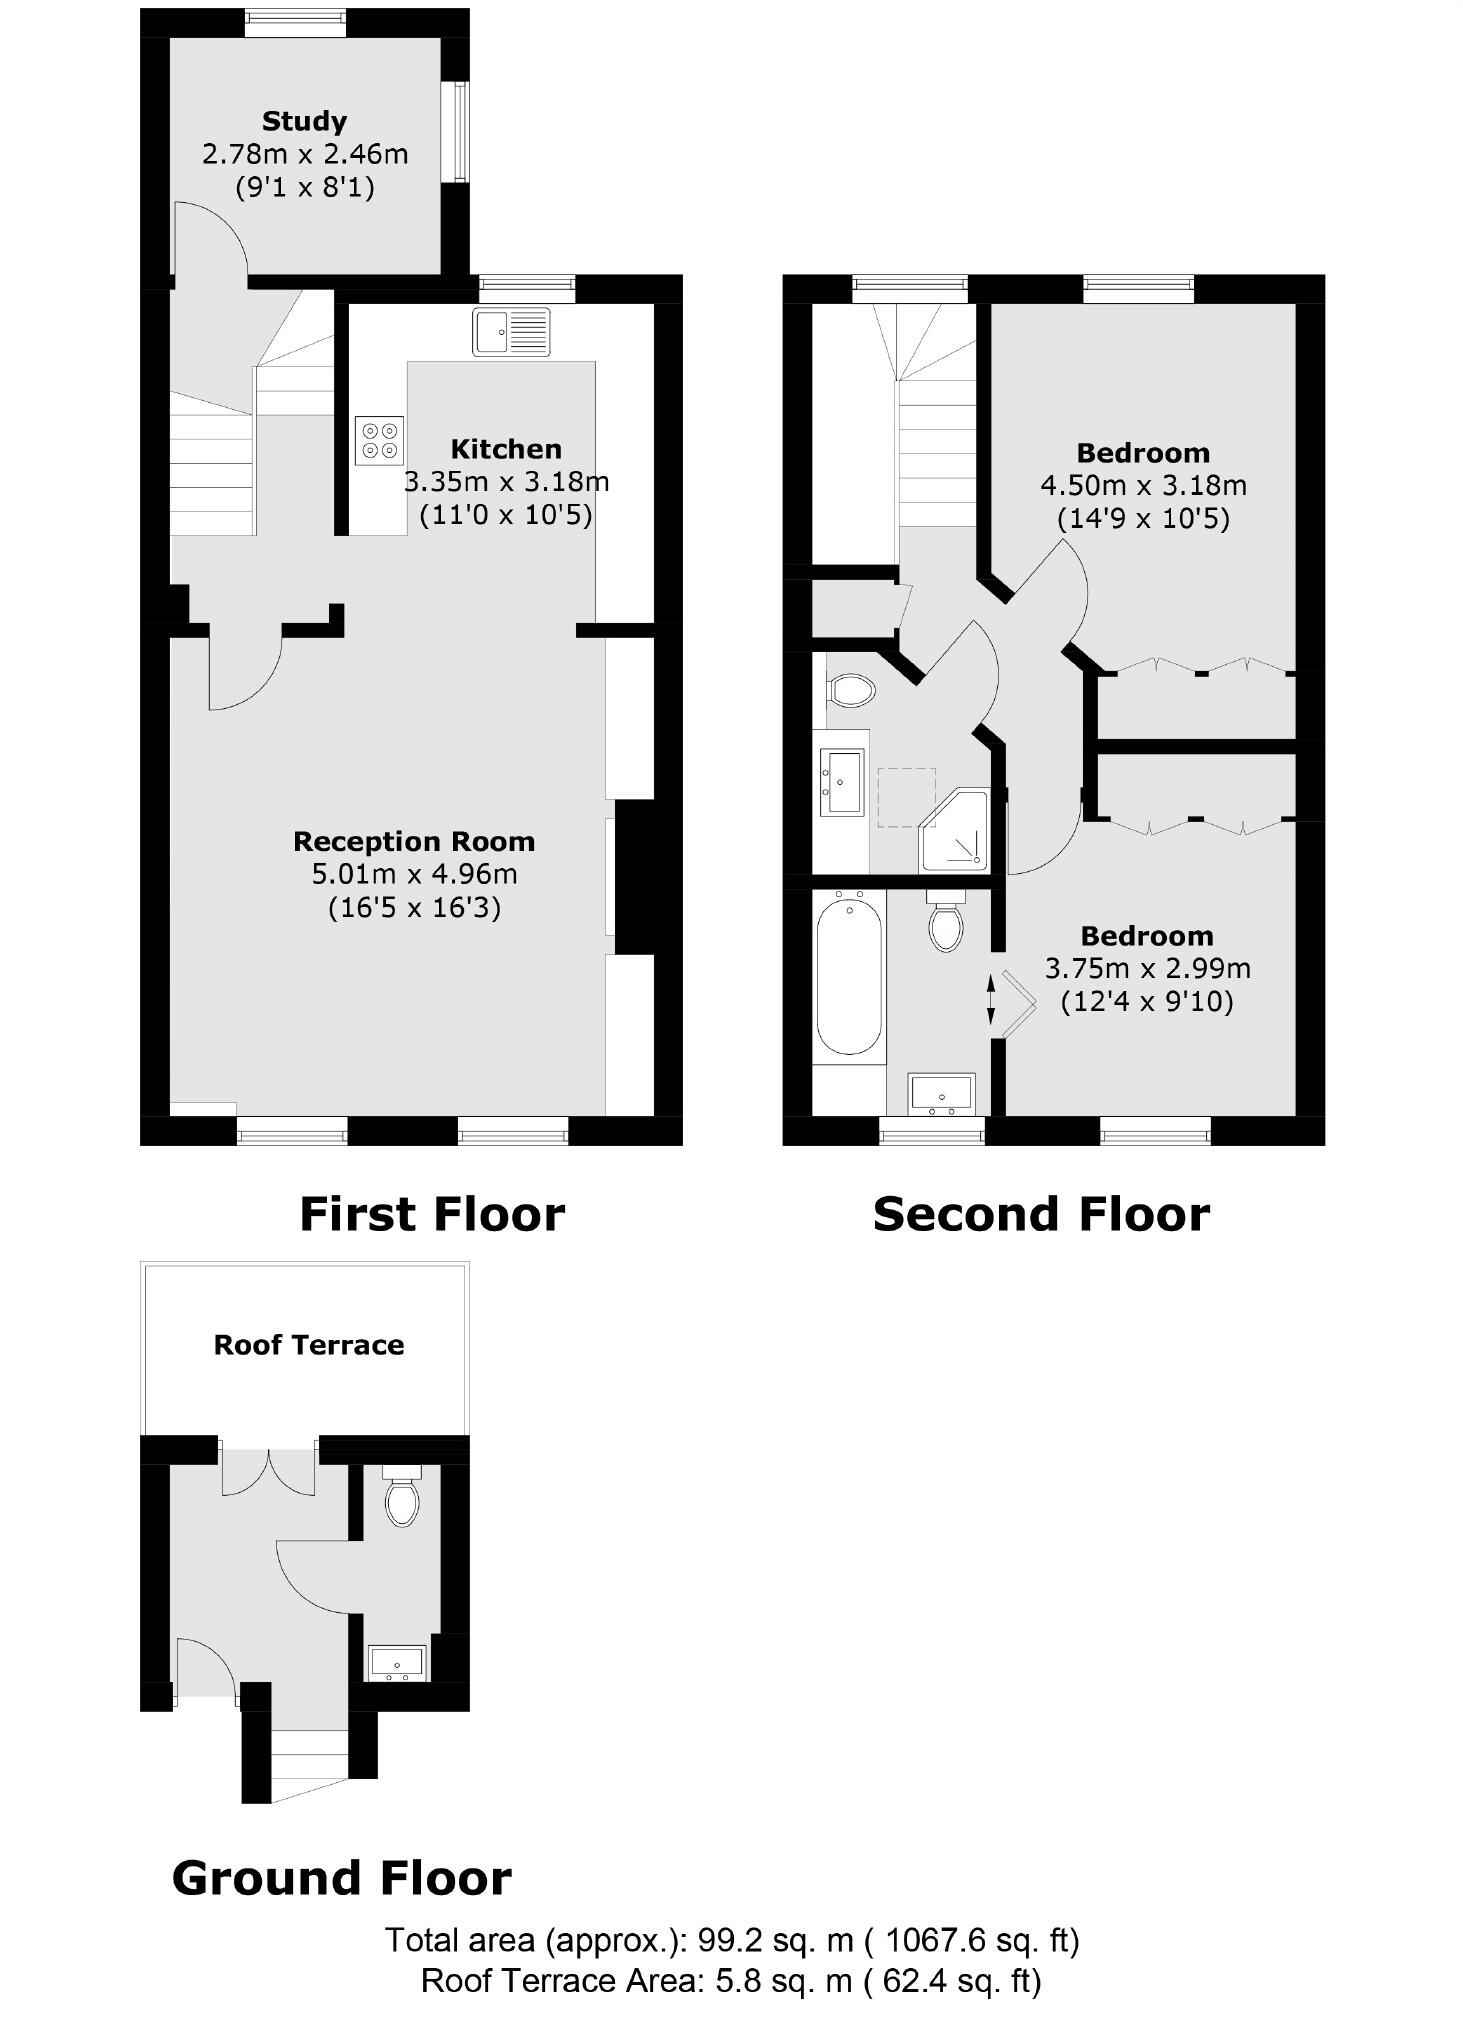 Study
2.78m x 2.46m
(9'1 x 8'1)
Kitchen
3.35m x 3.18m
(11'0 x 10'5)
Reception Room
5.01m x 4.96m
(16'5 x 16'3)
First Floor
Bedroom
4.50m x 3.18m
(14'9 x 10'5)
Bedroom
3.75m x 2.99m
(12'4 x 9'10)
Second Floor
Roof Terrace
Ground Floor
Total area (approx.): 99.2 sq. m ( 1067.6 sq. ft)
Roof Terrace Area: 5.8 sq. m ( 62.4 sq. ft)